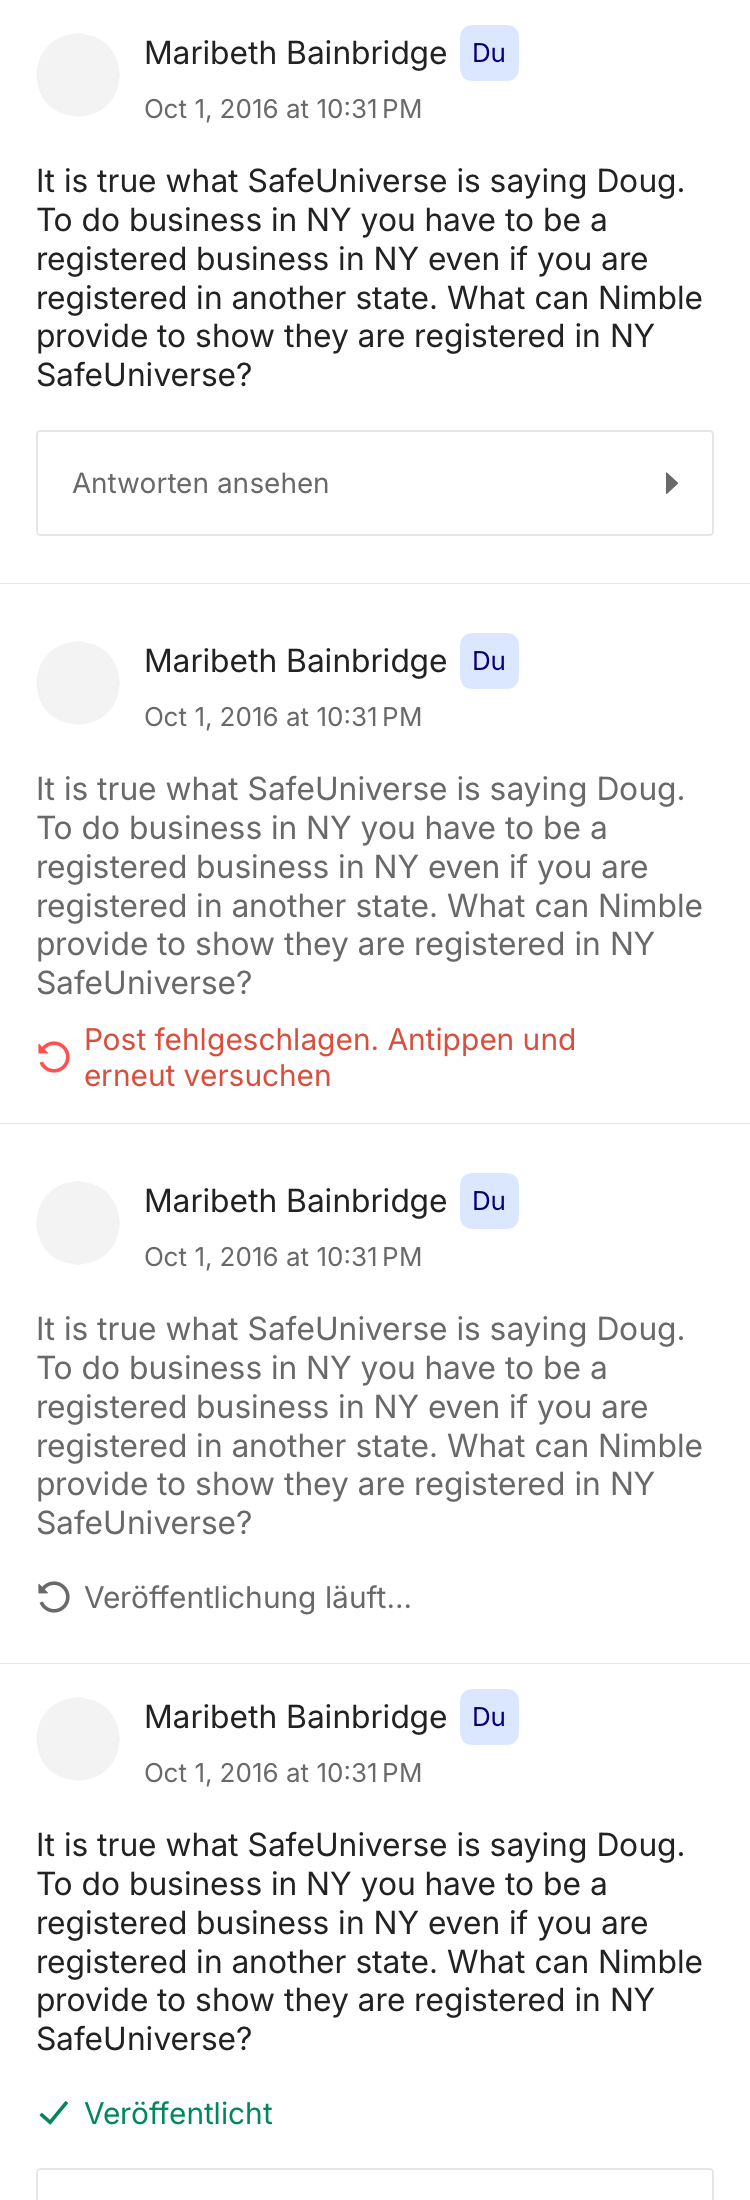 Maribeth Bainbridge Du
Oct 1, 2016 at 10:31 PM
It is true what SafeUniverse is saying Doug.
To do business in NY you have to be a
registered business in NY even if you are
registered in another state. What can Nimble
provide to show they are registered in NY
SafeUniverse?
Antworten ansehen
Maribeth Bainbridge Du
Oct 1, 2016 at 10:31 PM
It is true what SafeUniverse is saying Doug.
To do business in NY you have to be a
registered business in NY even if you are
registered in another state. What can Nimble
provide to show they are registered in NY
SafeUniverse?
Post fehlgeschlagen. Antippen und
erneut versuchen
Maribeth Bainbridge Du
Oct 1, 2016 at 10:31 PM
It is true what SafeUniverse is saying Doug.
To do business in NY you have to be a
registered business in NY even if you are
registered in another state. What can Nimble
provide to show they are registered in NY
SafeUniverse?
Veröffentlichung läuft...
Maribeth Bainbridge Du
Oct 1, 2016 at 10:31 PM
It is true what SafeUniverse is saying Doug.
To do business in NY you have to be a
registered business in NY even if you are
registered in another state. What can Nimble
provide to show they are registered in NY
SafeUniverse?
Veröffentlicht